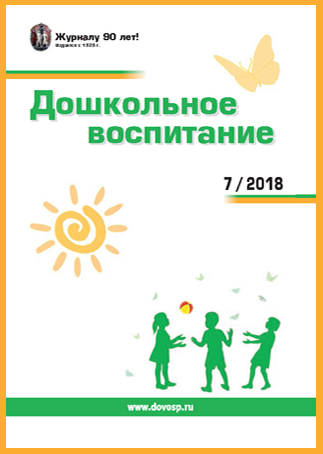 Журналу 90 лет!
Издается с 1928 г.
Дошкольное
воспитание
7 / 2018
www.dovosp.ru